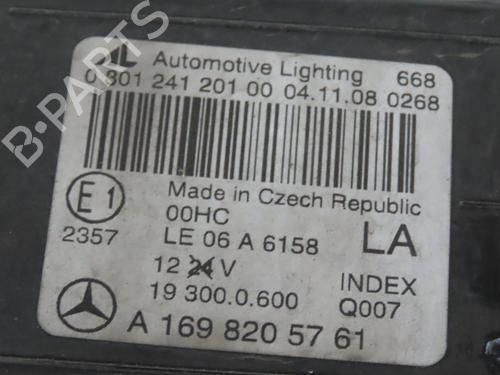 AL Automotive Lighting 668
0 301 241 201 00 04.11.08 0268
Made in Czech Republic
E1 00HC
2357 LE 06 A 6158 LA
12 24 V INDEX
19 300.0.600 Q007
A 169 820 57 61
B-PARTS